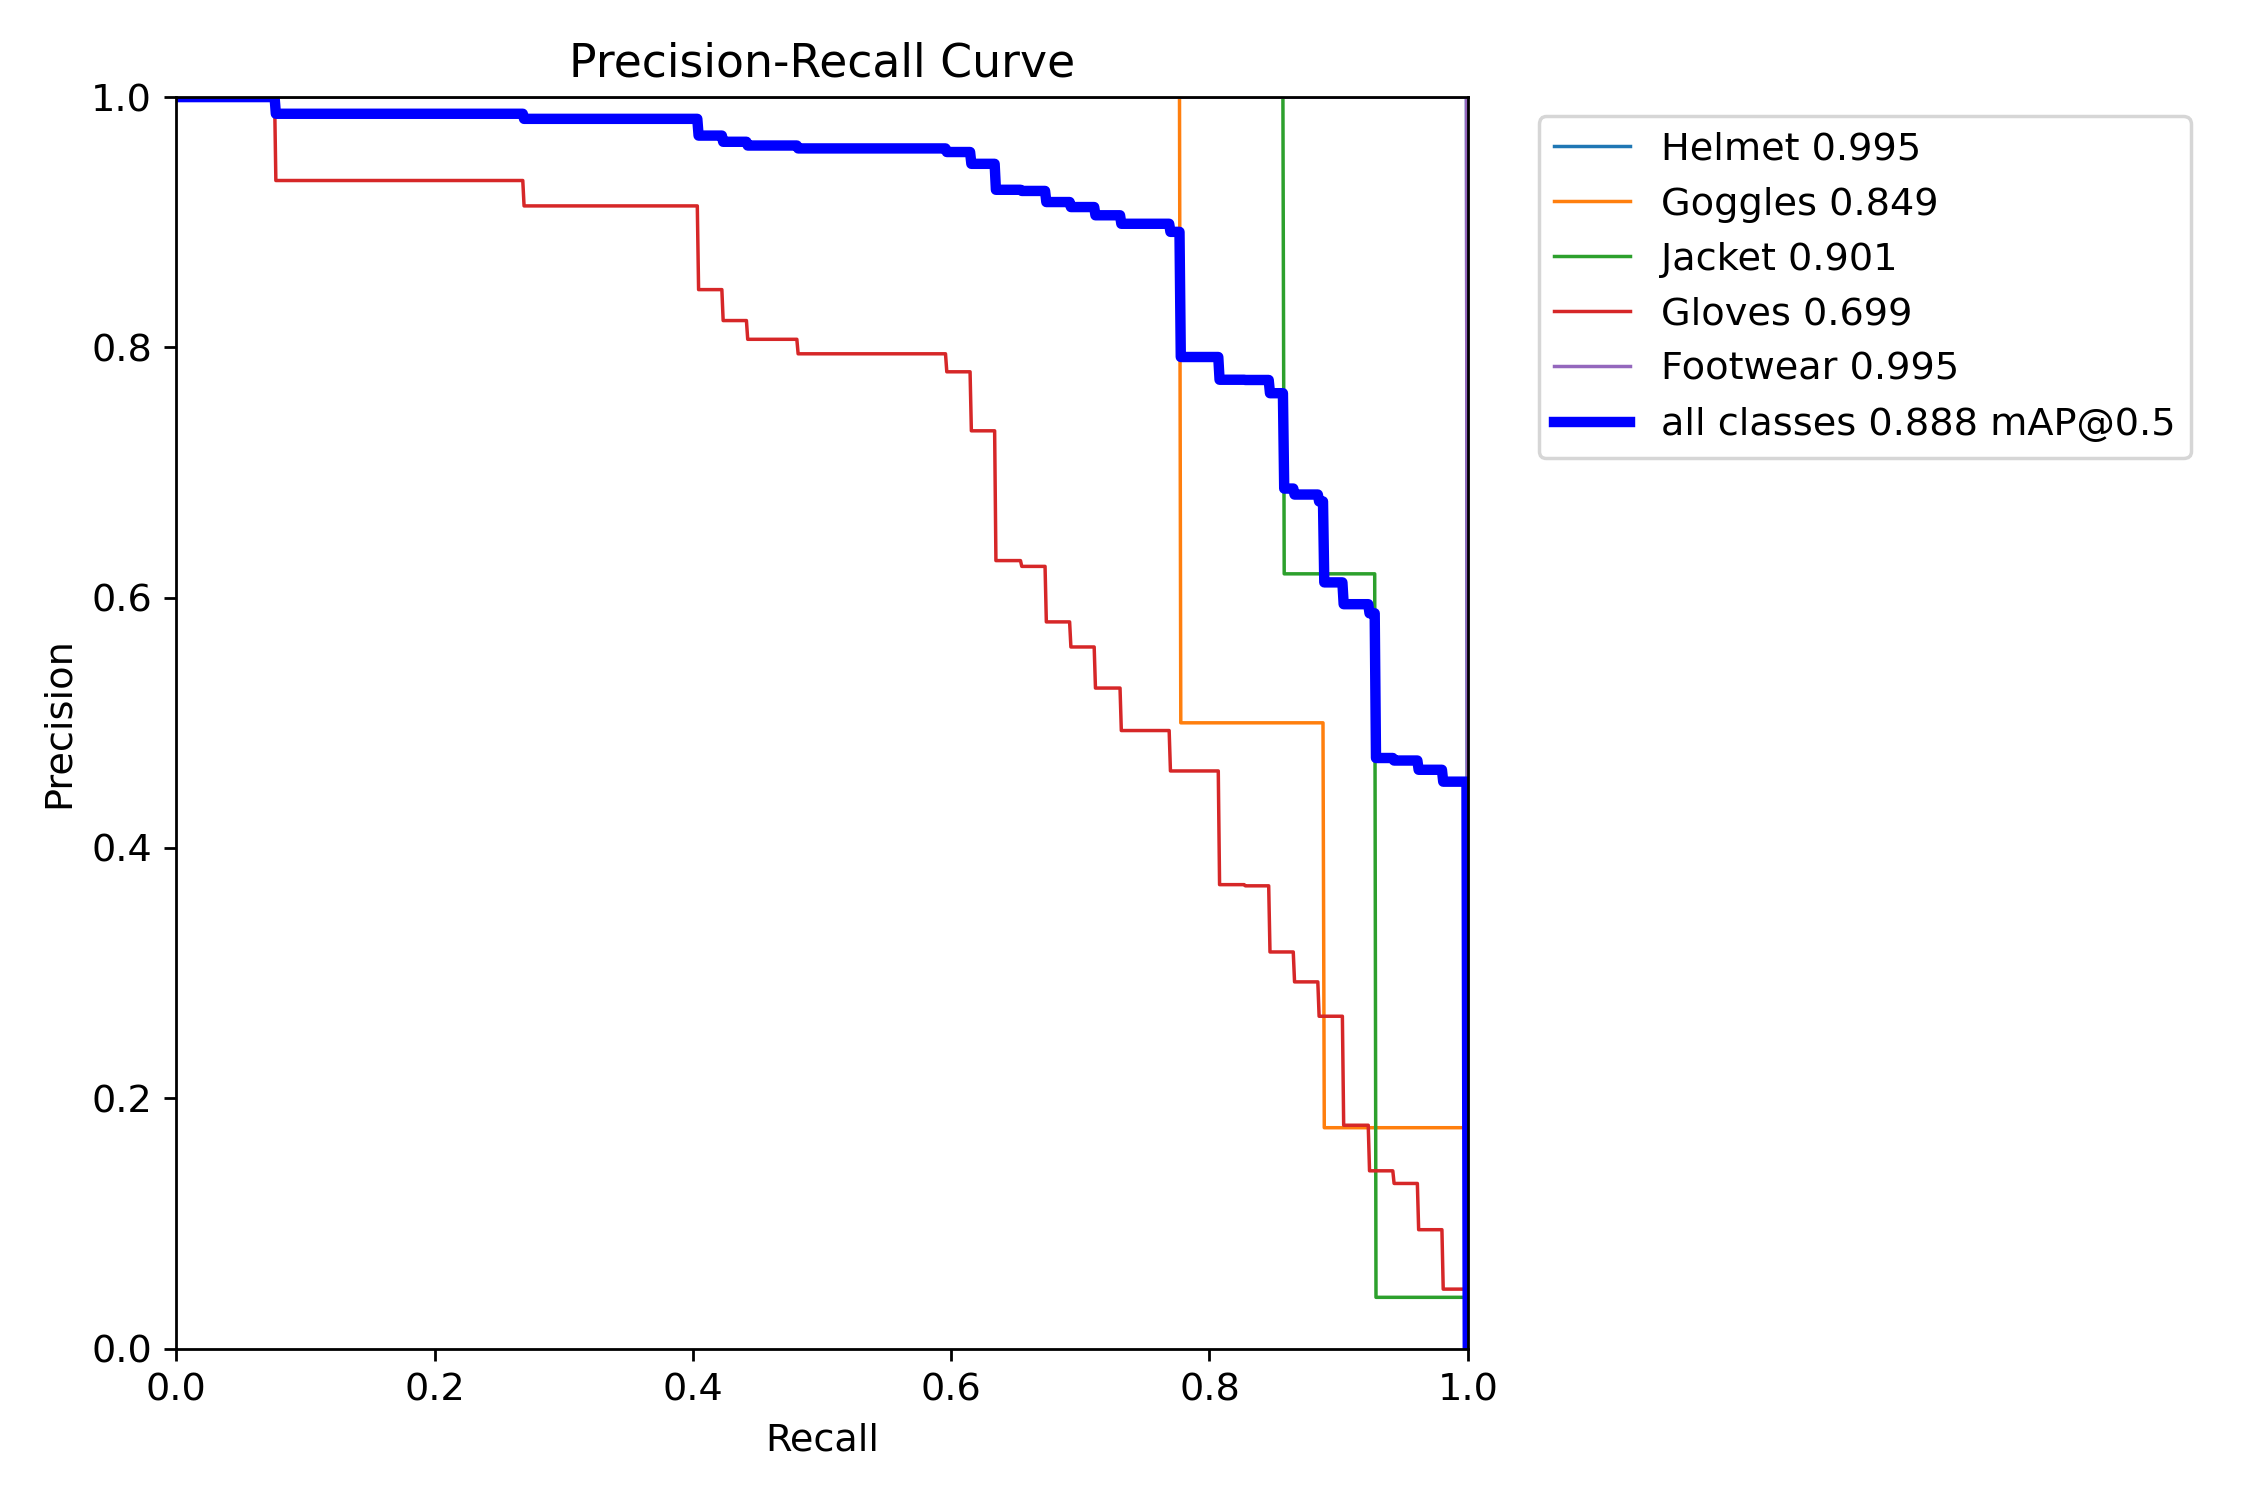 Precision-Recall Curve
1.0
0.8
0.6
0.4
0.2
0.0
Precision
0.0 0.2 0.4 0.6 0.8 1.0
Recall
Helmet 0.995
Goggles 0.849
Jacket 0.901
Gloves 0.699
Footwear 0.995
all classes 0.888 mAP@0.5